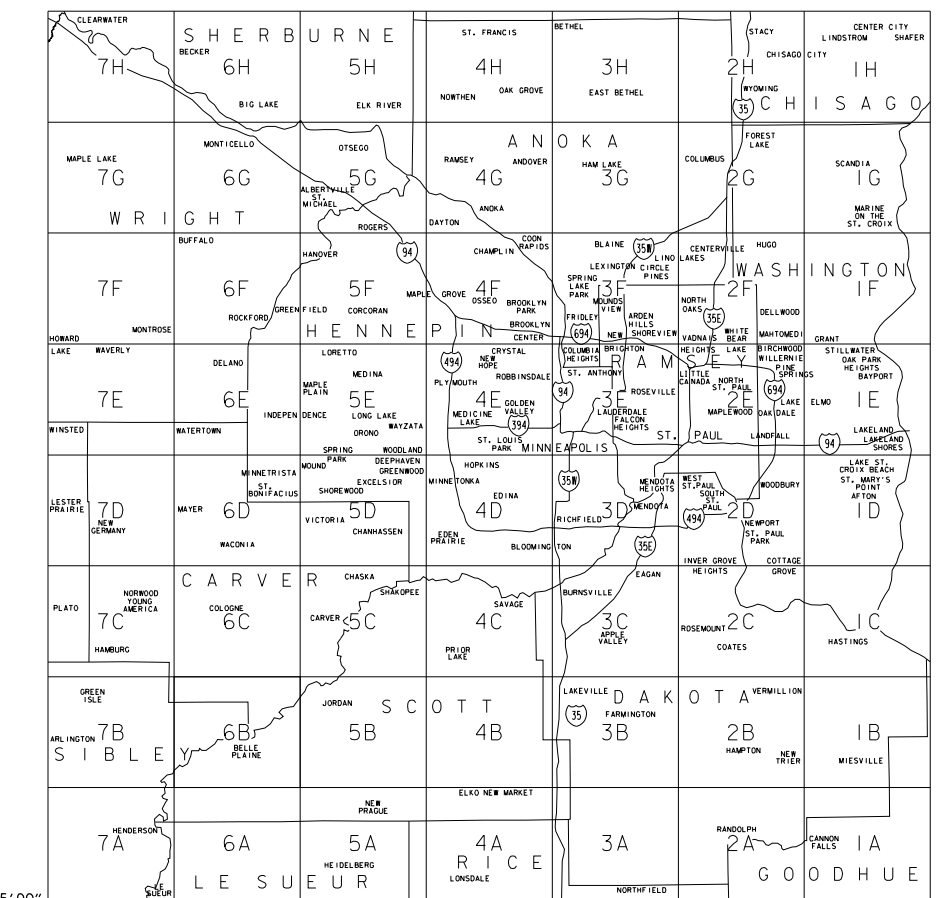 CLEARWATER
SHERBURNE
BECKER
ST. FRANCIS
BETHEL
STACY
CENTER CITY
LINDSTROM SHAFER
CHISAGO CITY
7H 6H 5H 4H 3H 2H 1H
BIG LAKE
ELK RIVER
NOWTHEN
OAK GROVE
EAST BETHEL
WYOMING
35
CHISAGO
ANOKA
MONTICELLO
OTSEGO
FOREST
LAKE
MAPLE LAKE
RAMSEY
ANDOVER
HAM LAKE
COLUMBUS
SCANDIA
7G 6G 5G 4G 3G 2G 1G
ALBERTVILLE
ST.
MICHAEL
WRIGHT
ANOKA
DAYTON
ROGERS
MARINE
ON THE
ST. CROIX
BUFFALO
HANOVER
94
CHAMPLIN
COON
RAPIDS
BLAINE
35W
LINO LAKES
CENTERVILLE
HUGO
LEXINGTON
CIRCLE
PINES
WASHINGTON
SPRING
LAKE
PARK
7F 6F 5F 4F 3F 2F 1F
MAPLE GROVE
OSSEO
MOUNDS
VIEW
NORTH
OAKS
ROCKFORD
GREENFIELD
CORCORAN
BROOKLYN
PARK
FRIDLEY
ARDEN
HILLS
SHOREVIEW
35E
DELLWOOD
HENNEPIN
BROOKLYN
CENTER
694
NEW
BRIGHTON
VADNAIS
HEIGHTS
WHITE
BEAR
LAKE
MAHTOMEDI
HOWARD
LAKE
MONTROSE
GRANT
WAVERLY
DELANO
LORETTO
494
CRYSTAL
NEW
HOPE
COLUMBIA
HEIGHTS
RAMSEY
BIRCHWOOD
WILLERNIE
PINE
SPRINGS
STILLWATER
OAK PARK
HEIGHTS
BAYPORT
MEDINA
MAPLE
PLAIN
PLYMOUTH
ROBBINSDALE
ST. ANTHONY
LITTLE
CANADA
NORTH
ST. PAUL
694
7E 6E 5E 4E 3E 2E 1E
94
ROSEVILLE
LAKE ELMO
GOLDEN
VALLEY
INDEPENDENCE
LONG LAKE
MEDICINE
LAKE
394
LAUDERDALE
FALCON
HEIGHTS
MAPLEWOOD
OAKDALE
WINSTED
WATERTOWN
ORONO
WAYZATA
ST. LOUIS
PARK
MINNEAPOLIS
ST. PAUL
LANDFALL
94
LAKELAND
LAKELAND
SHORES
SPRING
PARK
WOODLAND
DEEPHAVEN
GREENWOOD
MOUND
HOPKINS
LAKE ST.
CROIX BEACH
ST. MARY'S
POINT
AFTON
MINNETRISTA
ST.
BONIFACIUS
EXCELSIOR
SHOREWOOD
MINNETONKA
35W
MENDOTA
HEIGHTS
WEST
ST.PAUL
SOUTH
ST.
PAUL
WOODBURY
LESTER
PRAIRIE
EDINA
7D 6D 5D 4D 3D 2D 1D
MENDOTA
MAYER
VICTORIA
NEW
GERMANY
RICHFIELD
494
NEWPORT
ST. PAUL
PARK
CHANHASSEN
EDEN
PRAIRIE
WACONIA
BLOOMINGTON
35E
INVER GROVE
HEIGHTS
COTTAGE
GROVE
CARVER
CHASKA
EAGAN
SHAKOPEE
BURNSVILLE
NORWOOD
YOUNG
AMERICA
PLATO
COLOGNE
SAVAGE
CARVER
7C 6C 5C 4C 3C 2C 1C
APPLE
VALLEY
ROSEMOUNT
HASTINGS
HAMBURG
PRIOR
LAKE
COATES
GREEN
ISLE
JORDAN
SCOTT
LAKEVILLE
DAKOTA
VERMILLION
35
FARMINGTON
ARLINGTON
7B 6B 5B 4B 3B 2B 1B
SIBLEY
BELLE
PLAINE
HAMPTON
NEW
TRIER
MIESVILLE
ELKO NEW MARKET
NEW
PRAGUE
HENDERSON
RANDOLPH
CANNON
FALLS
7A 6A 5A 4A 3A 2A 1A
HEIDELBERG
RICE
LONSDALE
LE SUEUR
GOODHUE
LE
SUEUR
NORTHFIELD
5'00"